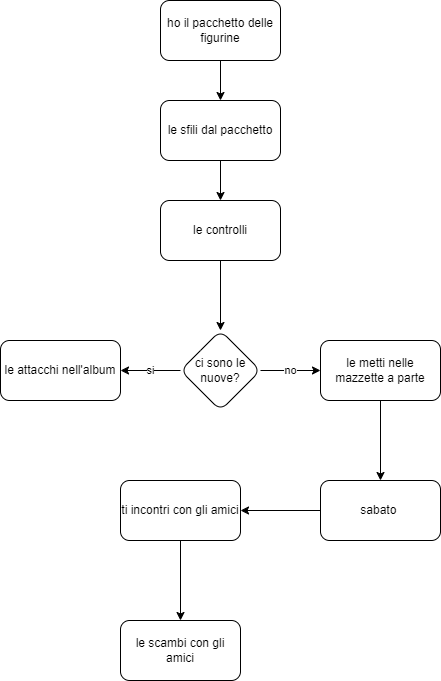 ho il pacchetto delle
figurine
le sfili dal pacchetto
le controlli
ci sono le
nuove?
si
no
le attacchi nell'album
le metti nelle
mazzette a parte
sabato
ti incontri con gli amici
le scambi con gli
amici